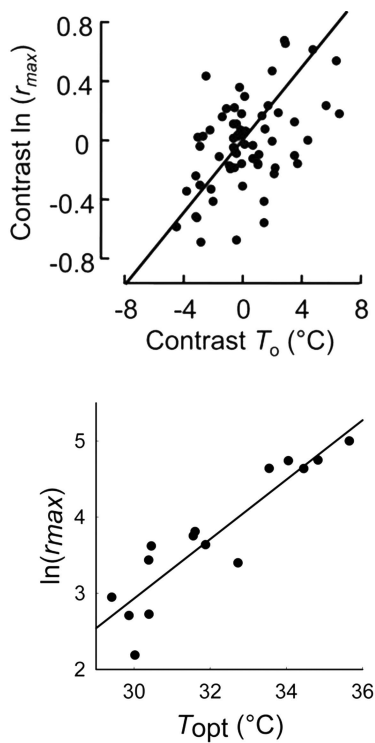 0.8
0.4
0
-0.4
-0.8
Contrast ln (rmax)
-8 -4 0 4 8
Contrast To (°C)
5
4
3
2
ln(rmax)
30 32 34 36
Topt (°C)